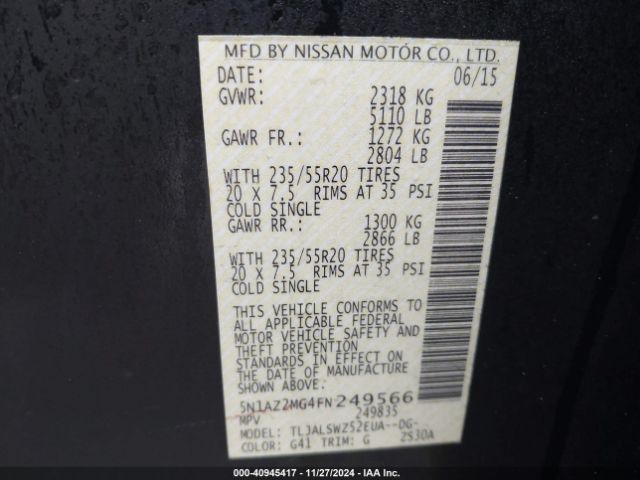 MFD BY NISSAN MOTOR CO., LTD.
DATE: 06/15
GVWR: 2318 KG
5110 LB
GAWR FR.: 1272 KG
2804 LB
WITH 235/55R20 TIRES
20 X 7.5 RIMS AT 35 PSI
COLD SINGLE
GAWR RR.: 1300 KG
2866 LB
WITH 235/55R20 TIRES
20 X 7.5 RIMS AT 35 PSI
COLD SINGLE
THIS VEHICLE CONFORMS TO
ALL APPLICABLE FEDERAL
MOTOR VEHICLE SAFETY AND
THEFT PREVENTION
STANDARDS IN EFFECT ON
THE DATE OF MANUFACTURE
SHOWN ABOVE.
5N1AZ2MG4FN249566
MPV 249835
MODEL: TLJALSWZ52EUA--DG-
COLOR: G41 TRIM: G 2S30A
000-40945417 - 11/27/2024 - IAA Inc.